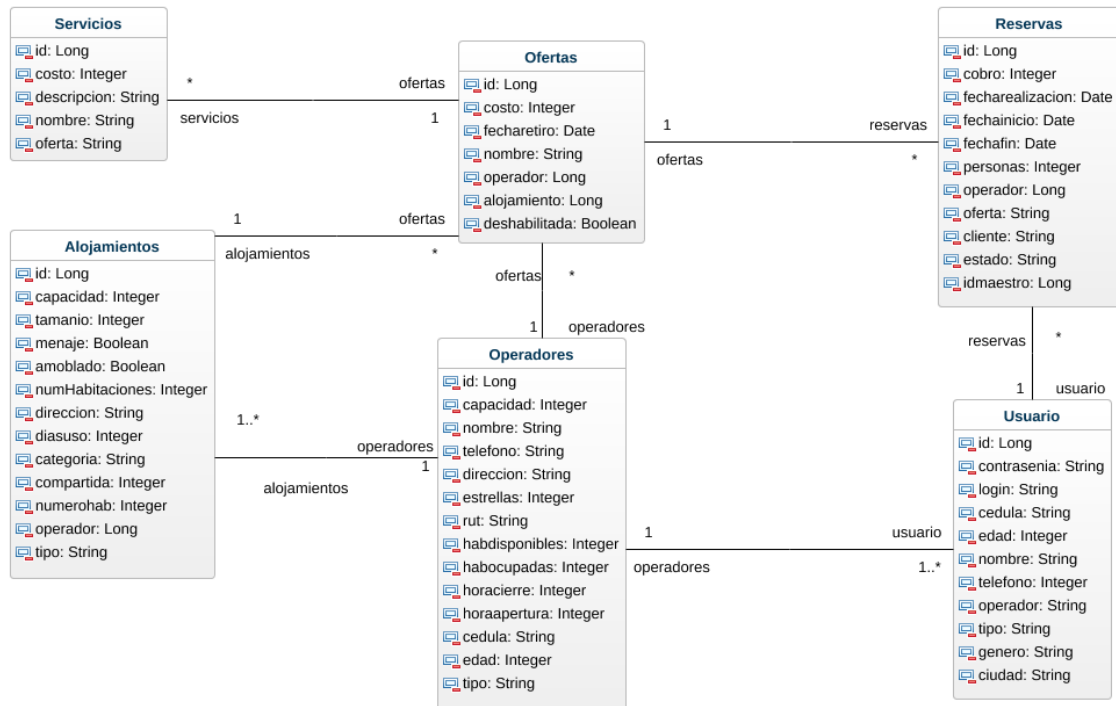 Servicios
id: Long
costo: Integer
descripcion: String
nombre: String
oferta: String
*
servicios
ofertas
1
Ofertas
id: Long
costo: Integer
fecharetiro: Date
nombre: String
operador: Long
alojamiento: Long
deshabilitada: Boolean
1
ofertas
reservas
*
Reservas
id: Long
cobro: Integer
fecharealizacion: Date
fechainicio: Date
fechafin: Date
personas: Integer
operador: Long
oferta: String
cliente: String
estado: String
idmaestro: Long
1
alojamientos
ofertas
*
Alojamientos
id: Long
capacidad: Integer
tamanio: Integer
menaje: Boolean
amoblado: Boolean
numHabitaciones: Integer
direccion: String
diasuso: Integer
categoria: String
compartida: Integer
numerohab: Integer
operador: Long
tipo: String
ofertas *
1 operadores
1..*
alojamientos
operadores
1
Operadores
id: Long
capacidad: Integer
nombre: String
telefono: String
direccion: String
estrellas: Integer
rut: String
habdisponibles: Integer
habocupadas: Integer
horacierre: Integer
horaapertura: Integer
cedula: String
edad: Integer
tipo: String
reservas *
1 usuario
1
operadores
usuario
1..*
Usuario
id: Long
contrasenia: String
login: String
cedula: String
edad: Integer
nombre: String
telefono: Integer
operador: String
tipo: String
genero: String
ciudad: String